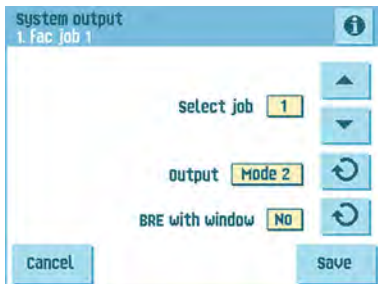 System output
1. Fac job 1
Select job 1
Output Mode 2
BRE with window No
Cancel
Save